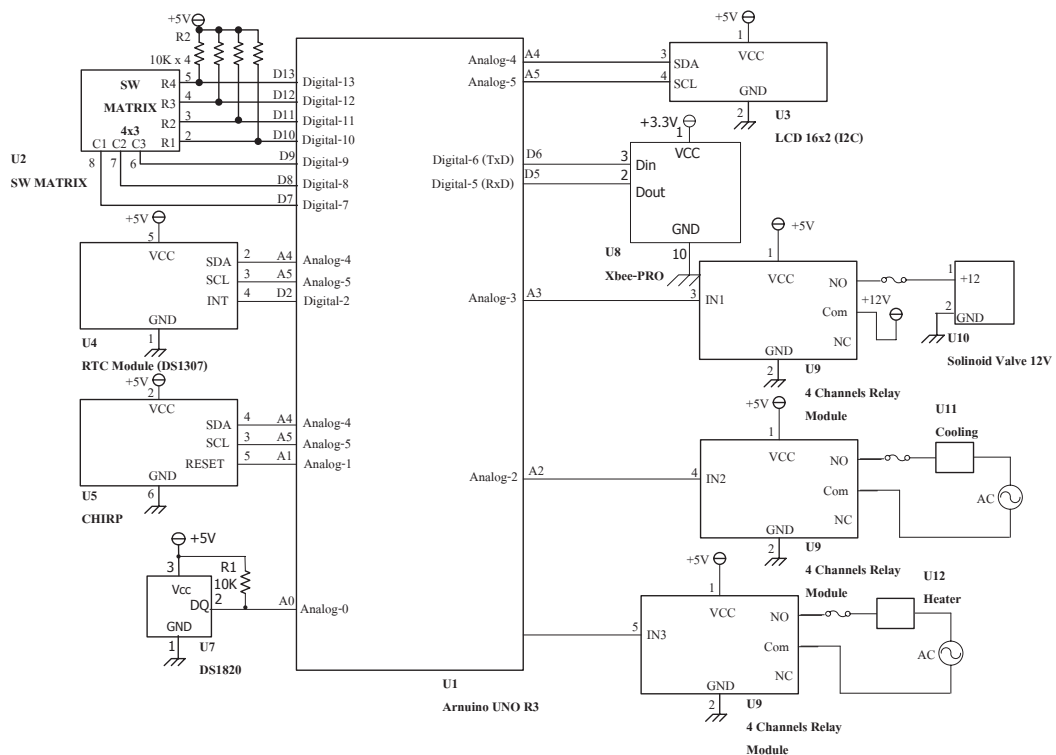 +5V
R2
10K x 4
SW
MATRIX
4x3
R4
R3
R2
R1
5
4
3
2
C1 C2 C3
8 7 6
U2
SW MATRIX
D13
D12
D11
D10
D9
D8
D7
Digital-13
Digital-12
Digital-11
Digital-10
Digital-9
Digital-8
Digital-7
+5V
5
VCC
SDA
SCL
INT
GND
1
2
3
4
A4
A5
D2
Analog-4
Analog-5
Digital-2
U4
RTC Module (DS1307)
+5V
2
VCC
SDA
SCL
RESET
GND
6
4
3
5
A4
A5
A1
Analog-4
Analog-5
Analog-1
U5
CHIRP
+5V
3
R1
10K
Vcc
DQ
2
GND
1
A0
Analog-0
U7
DS1820
U1
Arnuino UNO R3
Analog-4
Analog-5
A4
A5
3
4
+5V
1
VCC
SDA
SCL
GND
2
U3
LCD 16x2 (I2C)
Digital-6 (TxD)
Digital-5 (RxD)
D6
D5
3
2
+3.3V
1
VCC
Din
Dout
GND
10
U8
Xbee-PRO
Analog-3
A3
3
+5V
1
VCC
IN1
NO
Com
NC
GND
2
+12V
1
+12
2
GND
U10
Solinoid Valve 12V
U9
4 Channels Relay
Module
Analog-2
A2
4
+5V
1
VCC
IN2
NO
Com
NC
GND
2
U11
Cooling
AC
U9
4 Channels Relay
Module
5
+5V
1
VCC
IN3
NO
Com
NC
GND
2
U12
Heater
AC
U9
4 Channels Relay
Module